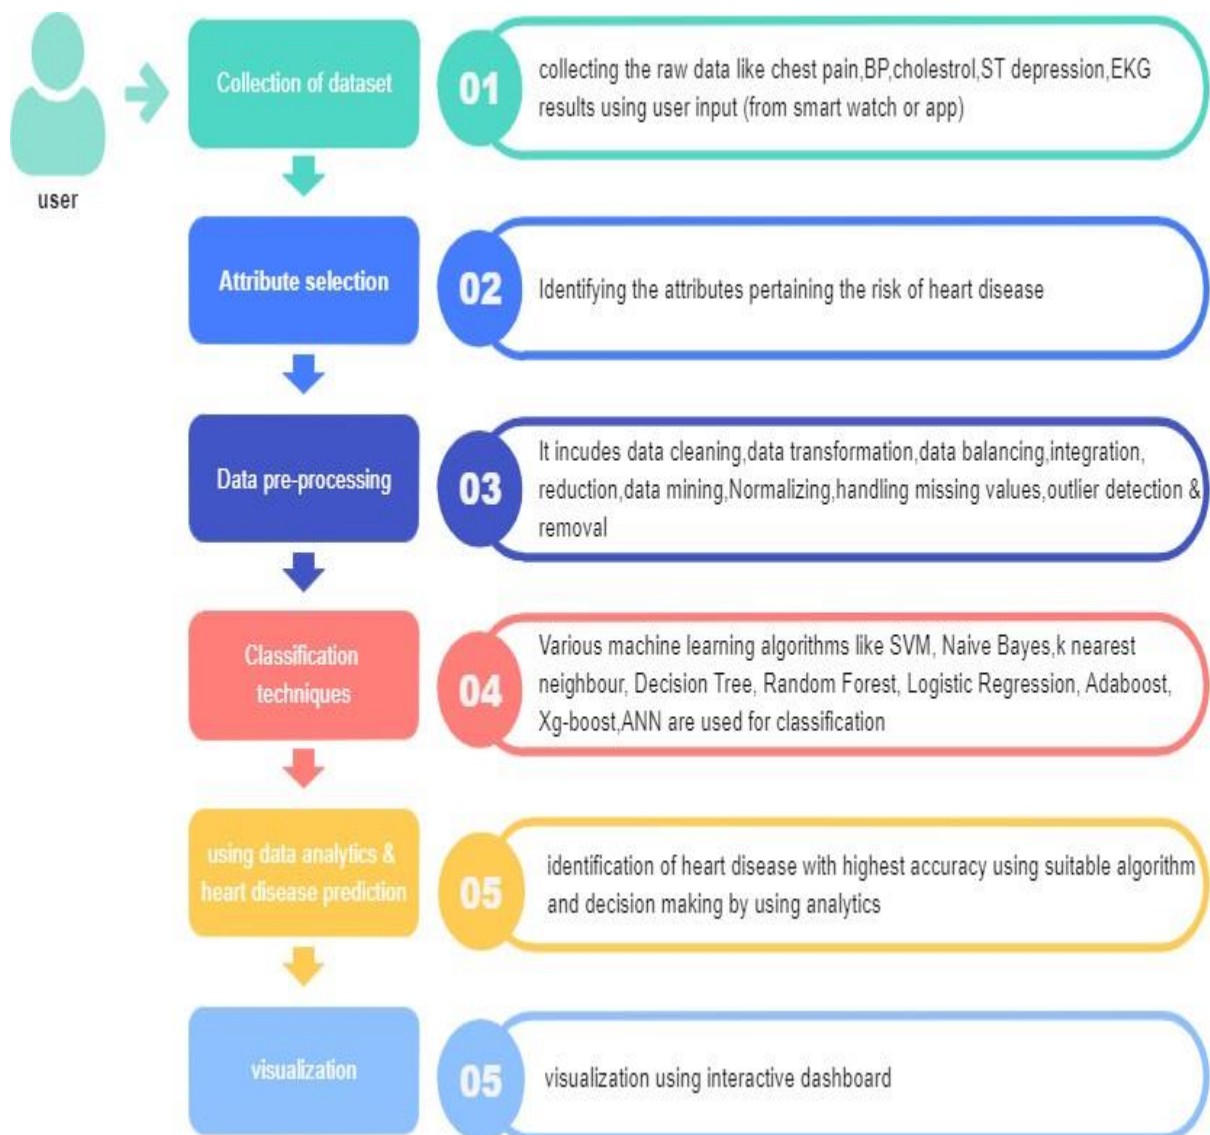 user
Collection of dataset
01
collecting the raw data like chest pain,BP,cholestrol,ST depression,EKG
results using user input (from smart watch or app)
Attribute selection
02
Identifying the attributes pertaining the risk of heart disease
Data pre-processing
03
It incudes data cleaning,data transformation,data balancing,integration,
reduction,data mining,Normalizing,handling missing values,outlier detection &
removal
Classification
techniques
04
Various machine learning algorithms like SVM, Naive Bayes,k nearest
neighbour, Decision Tree, Random Forest, Logistic Regression, Adaboost,
Xg-boost,ANN are used for classification
using data analytics &
heart disease prediction
05
identification of heart disease with highest accuracy using suitable algorithm
and decision making by using analytics
visualization
05
visualization using interactive dashboard